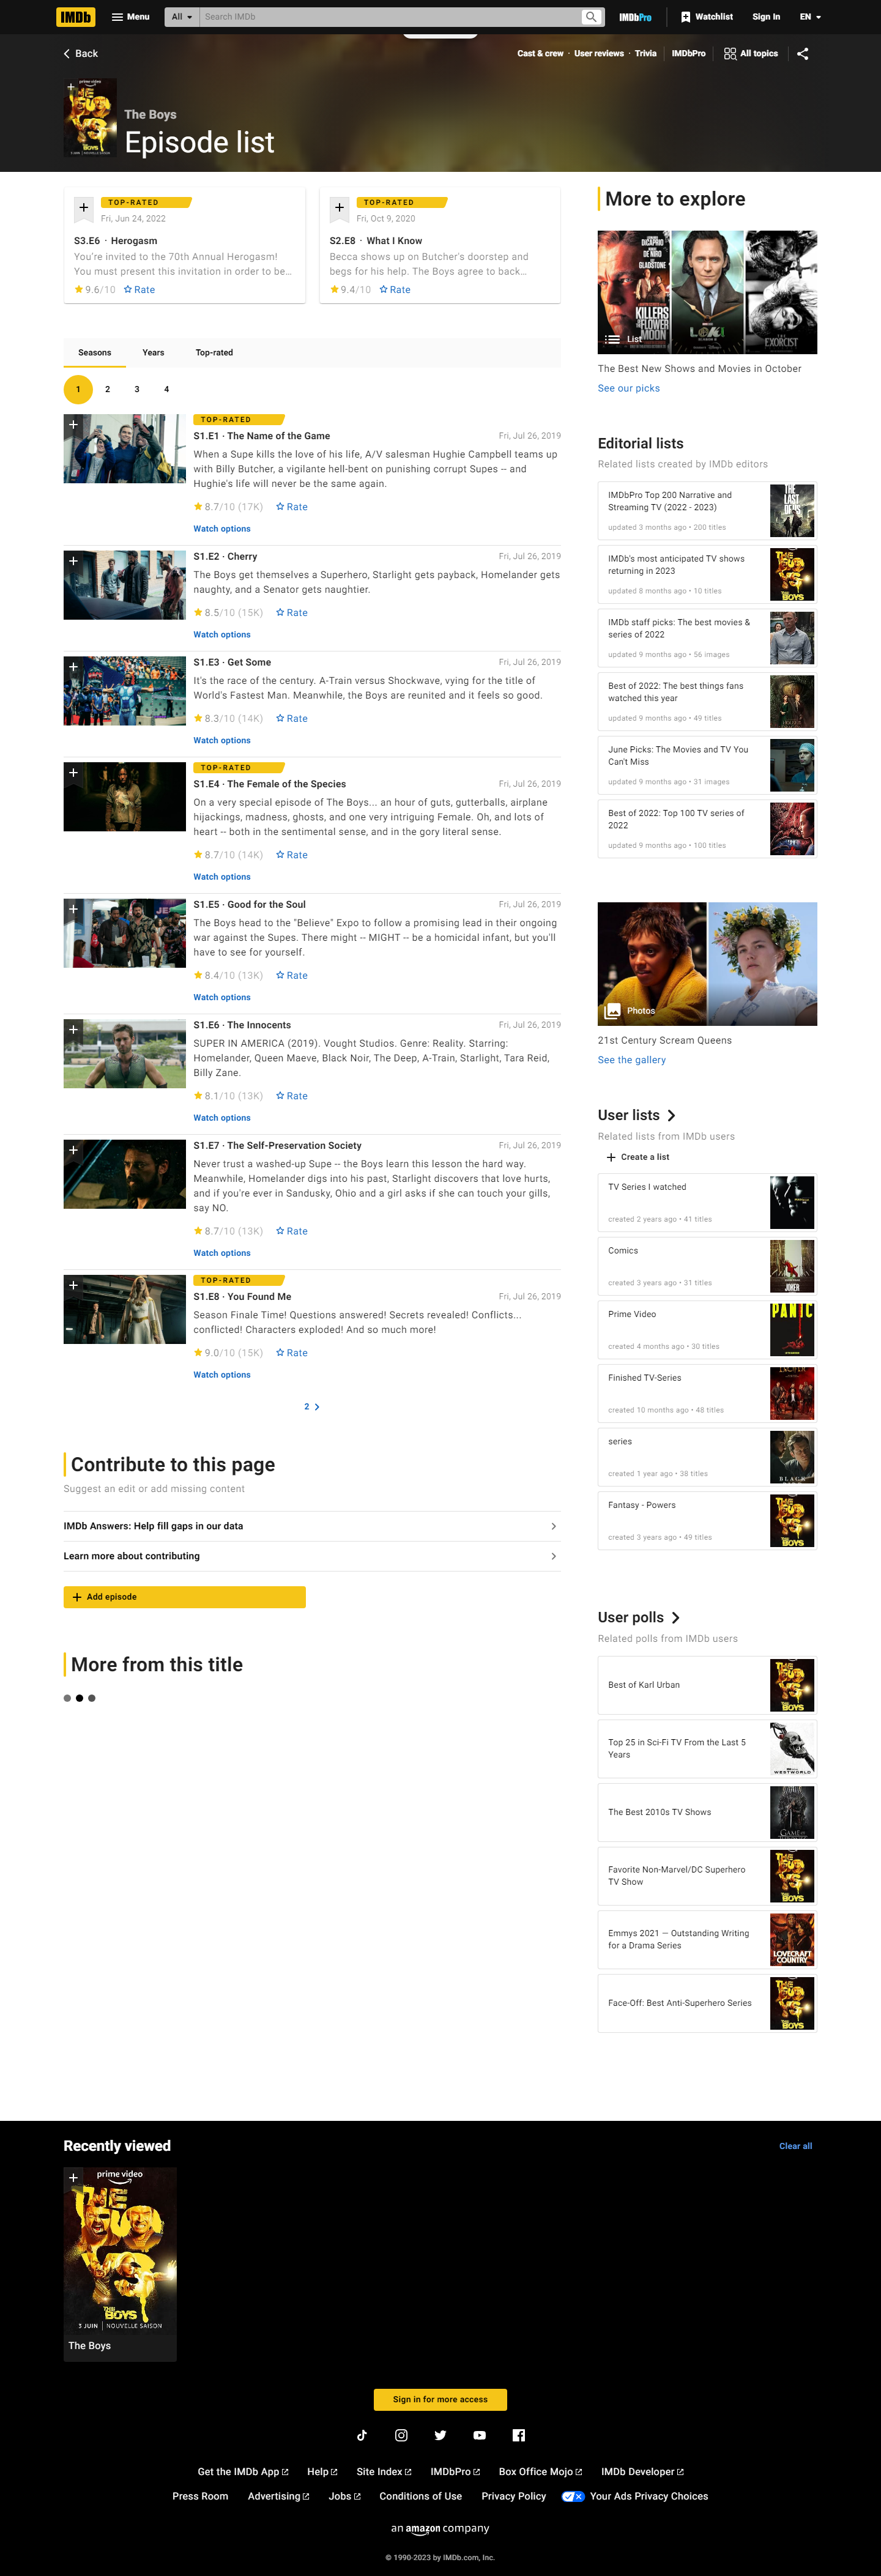 IMDb
Menu
All
Search IMDb
IMDbPro
Watchlist
Sign In
EN
Back
Cast & crew · User reviews · Trivia
IMDbPro
All topics
The Boys
Episode list
TOP-RATED
Fri, Jun 24, 2022
S3.E6 · Herogasm
You're invited to the 70th Annual Herogasm!
You must present this invitation in order to be...
9.6/10 Rate
TOP-RATED
Fri, Oct 9, 2020
S2.E8 · What I Know
Becca shows up on Butcher's doorstep and
begs for his help. The Boys agree to back...
9.4/10 Rate
Seasons
Years
Top-rated
1 2 3 4
TOP-RATED
S1.E1 · The Name of the Game
Fri, Jul 26, 2019
When a Supe kills the love of his life, A/V salesman Hughie Campbell teams up
with Billy Butcher, a vigilante hell-bent on punishing corrupt Supes -- and
Hughie's life will never be the same again.
8.7/10 (17K) Rate
Watch options
S1.E2 · Cherry
Fri, Jul 26, 2019
The Boys get themselves a Superhero, Starlight gets payback, Homelander gets
naughty, and a Senator gets naughtier.
8.5/10 (15K) Rate
Watch options
S1.E3 · Get Some
Fri, Jul 26, 2019
It's the race of the century. A-Train versus Shockwave, vying for the title of
World's Fastest Man. Meanwhile, the Boys are reunited and it feels so good.
8.3/10 (14K) Rate
Watch options
TOP-RATED
S1.E4 · The Female of the Species
Fri, Jul 26, 2019
On a very special episode of The Boys... an hour of guts, gutterballs, airplane
hijackings, madness, ghosts, and one very intriguing Female. Oh, and lots of
heart -- both in the sentimental sense, and in the gory literal sense.
8.7/10 (14K) Rate
Watch options
S1.E5 · Good for the Soul
Fri, Jul 26, 2019
The Boys head to the "Believe" Expo to follow a promising lead in their ongoing
war against the Supes. There might -- MIGHT -- be a homicidal infant, but you'll
have to see for yourself.
8.4/10 (13K) Rate
Watch options
S1.E6 · The Innocents
Fri, Jul 26, 2019
SUPER IN AMERICA (2019). Vought Studios. Genre: Reality. Starring:
Homelander, Queen Maeve, Black Noir, The Deep, A-Train, Starlight, Tara Reid,
Billy Zane.
8.1/10 (13K) Rate
Watch options
S1.E7 · The Self-Preservation Society
Fri, Jul 26, 2019
Never trust a washed-up Supe -- the Boys learn this lesson the hard way.
Meanwhile, Homelander digs into his past, Starlight discovers that love hurts,
and if you're ever in Sandusky, Ohio and a girl asks if she can touch your gills,
say NO.
8.7/10 (13K) Rate
Watch options
TOP-RATED
S1.E8 · You Found Me
Fri, Jul 26, 2019
Season Finale Time! Questions answered! Secrets revealed! Conflicts...
conflicted! Characters exploded! And so much more!
9.0/10 (15K) Rate
Watch options
2
Contribute to this page
Suggest an edit or add missing content
IMDb Answers: Help fill gaps in our data
Learn more about contributing
Add episode
More from this title
More to explore
DICAPRIO
DE NIRO
GLADSTONE
KILLERS
OF THE
FLOWER
MOON
LOKI
THE
EXORCIST
List
The Best New Shows and Movies in October
See our picks
Editorial lists
Related lists created by IMDb editors
IMDbPro Top 200 Narrative and
Streaming TV (2022 - 2023)
updated 3 months ago • 200 titles
IMDb's most anticipated TV shows
returning in 2023
updated 8 months ago • 10 titles
IMDb staff picks: The best movies &
series of 2022
updated 9 months ago • 56 images
Best of 2022: The best things fans
watched this year
updated 9 months ago • 49 titles
June Picks: The Movies and TV You
Can't Miss
updated 9 months ago • 31 images
Best of 2022: Top 100 TV series of
2022
updated 9 months ago • 100 titles
Photos
21st Century Scream Queens
See the gallery
User lists
Related lists from IMDb users
Create a list
TV Series I watched
created 2 years ago • 41 titles
Comics
created 3 years ago • 31 titles
JOKER
Prime Video
created 4 months ago • 30 titles
PANIC
Finished TV-Series
created 10 months ago • 48 titles
series
created 1 year ago • 38 titles
BLACK
Fantasy - Powers
created 3 years ago • 49 titles
User polls
Related polls from IMDb users
Best of Karl Urban
Top 25 in Sci-Fi TV From the Last 5
Years
WESTWORLD
The Best 2010s TV Shows
GAME OF
Favorite Non-Marvel/DC Superhero
TV Show
Emmys 2021 — Outstanding Writing
for a Drama Series
LOVECRAFT
COUNTRY
Face-Off: Best Anti-Superhero Series
Recently viewed
Clear all
prime video
THE BOYS
3 JUIN | NOUVELLE SAISON
The Boys
Sign in for more access
Get the IMDb App
Help
Site Index
IMDbPro
Box Office Mojo
IMDb Developer
Press Room
Advertising
Jobs
Conditions of Use
Privacy Policy
Your Ads Privacy Choices
an amazon company
© 1990-2023 by IMDb.com, Inc.